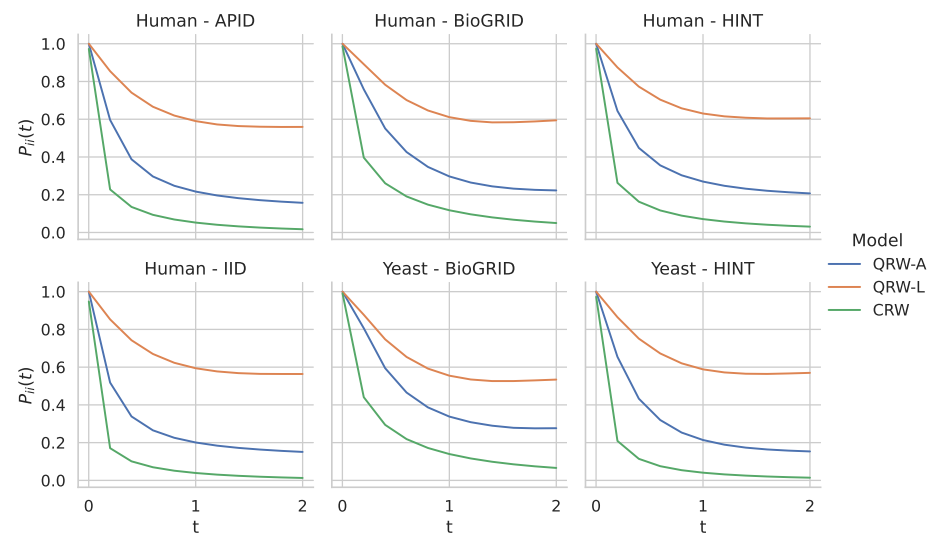 Human - APID
Human - BioGRID
Human - HINT
1.0
0.8
0.6
0.4
0.2
0.0
P_ii(t)
Human - IID
Yeast - BioGRID
Yeast - HINT
1.0
0.8
0.6
0.4
0.2
0.0
P_ii(t)
0 1 2
0 1 2
0 1 2
t
t
t
Model
QRW-A
QRW-L
CRW